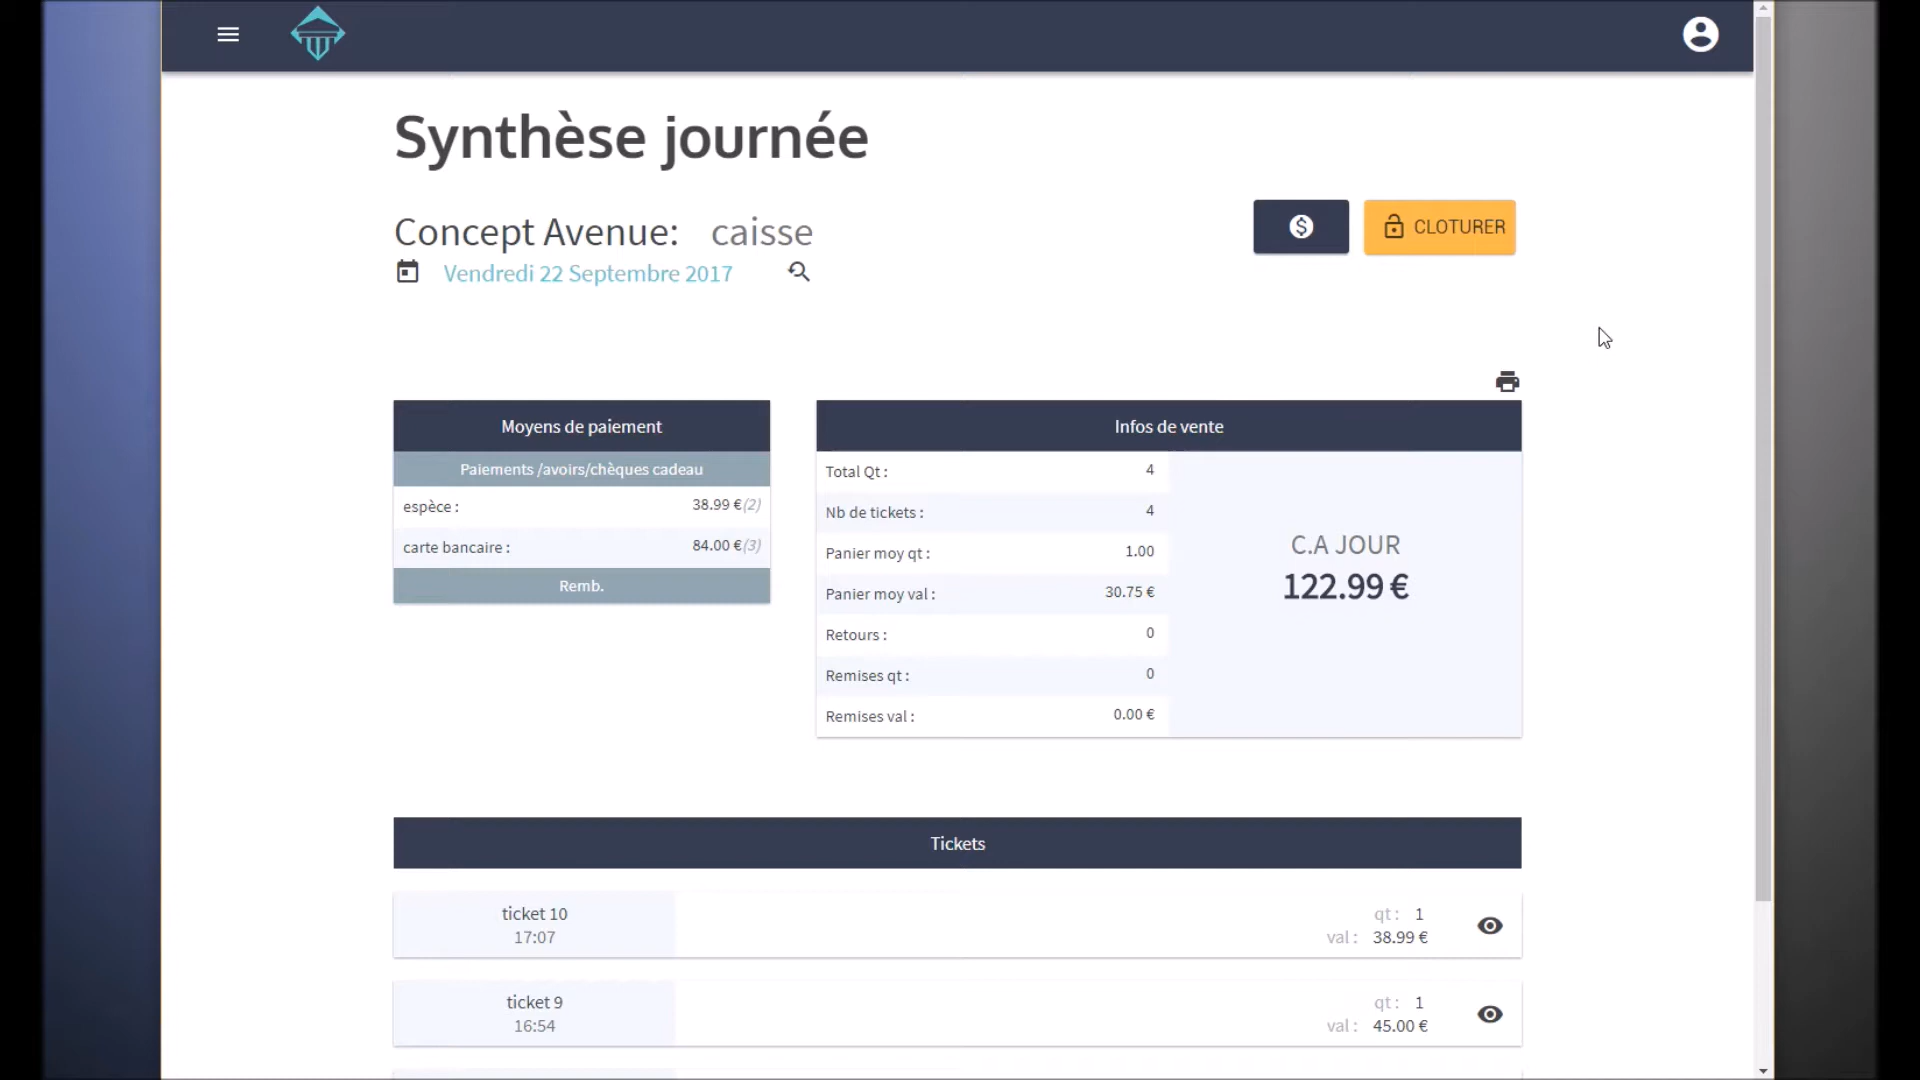 Synthèse journée
Concept Avenue: caisse
CLOTURER
Vendredi 22 Septembre 2017
Moyens de paiement
Paiements /avoirs/chèques cadeau
espèce : 38.99 €(2)
carte bancaire : 84.00 €(3)
Remb.
Infos de vente
Total Qt : 4
Nb de tickets : 4
Panier moy qt : 1.00
Panier moy val : 30.75 €
Retours : 0
Remises qt : 0
Remises val : 0.00 €
C.A JOUR
122.99 €
Tickets
ticket 10 qt : 1
17:07 val : 38.99 €
ticket 9 qt : 1
16:54 val : 45.00 €